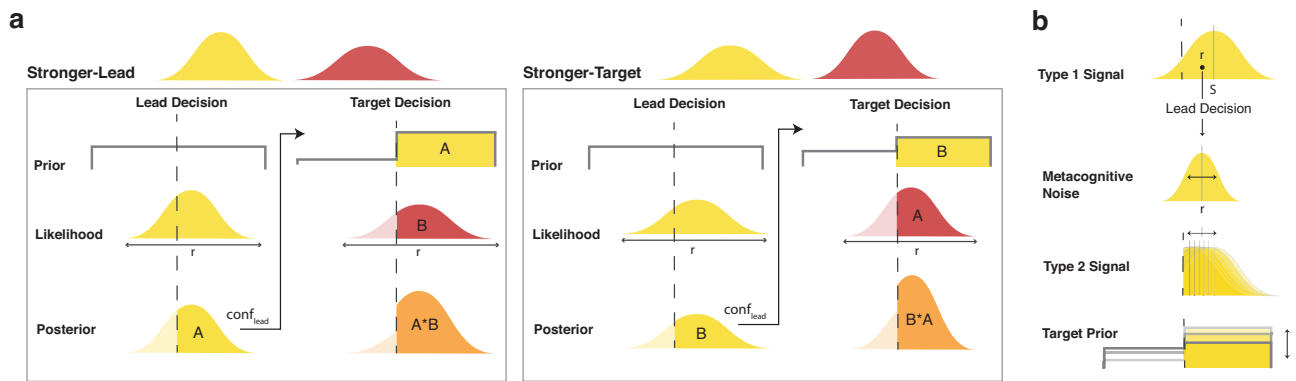 a
Stronger-Lead
Lead Decision
Target Decision
Prior
A
Likelihood
B
r
r
Posterior
A
conf_lead
A*B
Stronger-Target
Lead Decision
Target Decision
Prior
B
Likelihood
A
r
r
Posterior
B
conf_lead
B*A
b
Type 1 Signal
r
S
Lead Decision
Metacognitive
Noise
r
Type 2 Signal
Target Prior